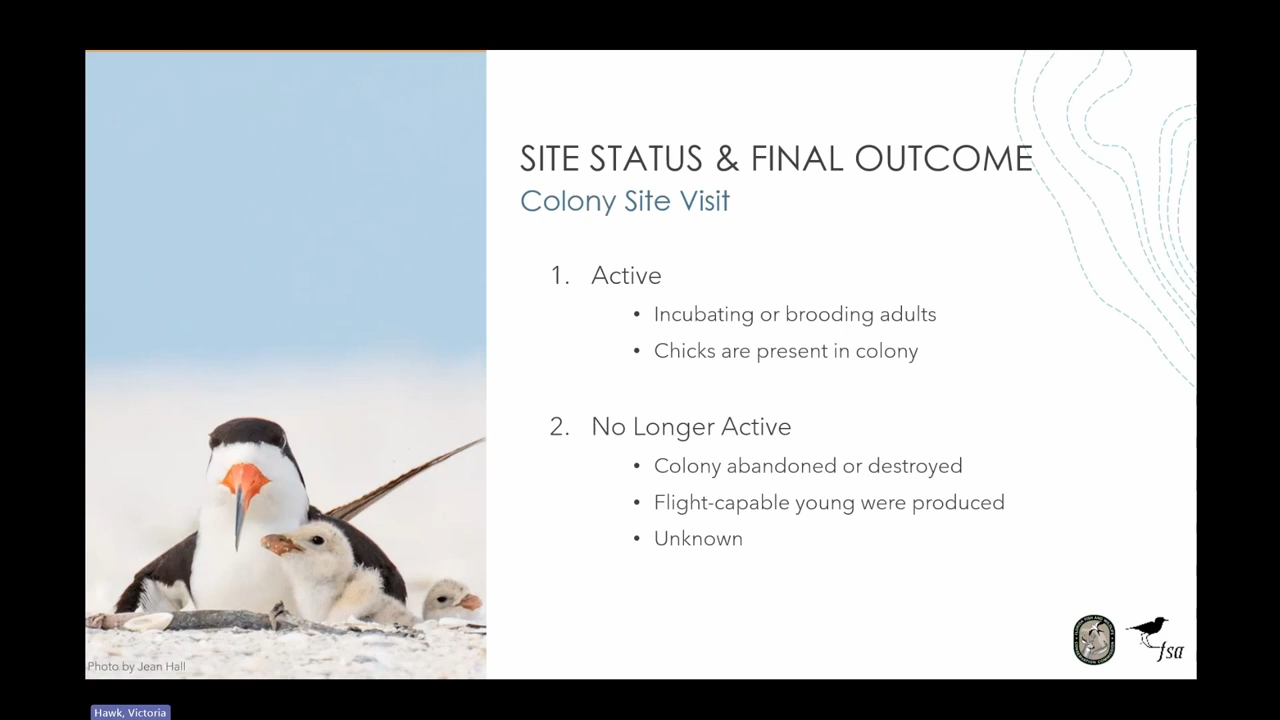 SITE STATUS & FINAL OUTCOME
Colony Site Visit
1. Active
• Incubating or brooding adults
• Chicks are present in colony
2. No Longer Active
• Colony abandoned or destroyed
• Flight-capable young were produced
• Unknown
fsa
Photo by Jean Hall
Hawk, Victoria